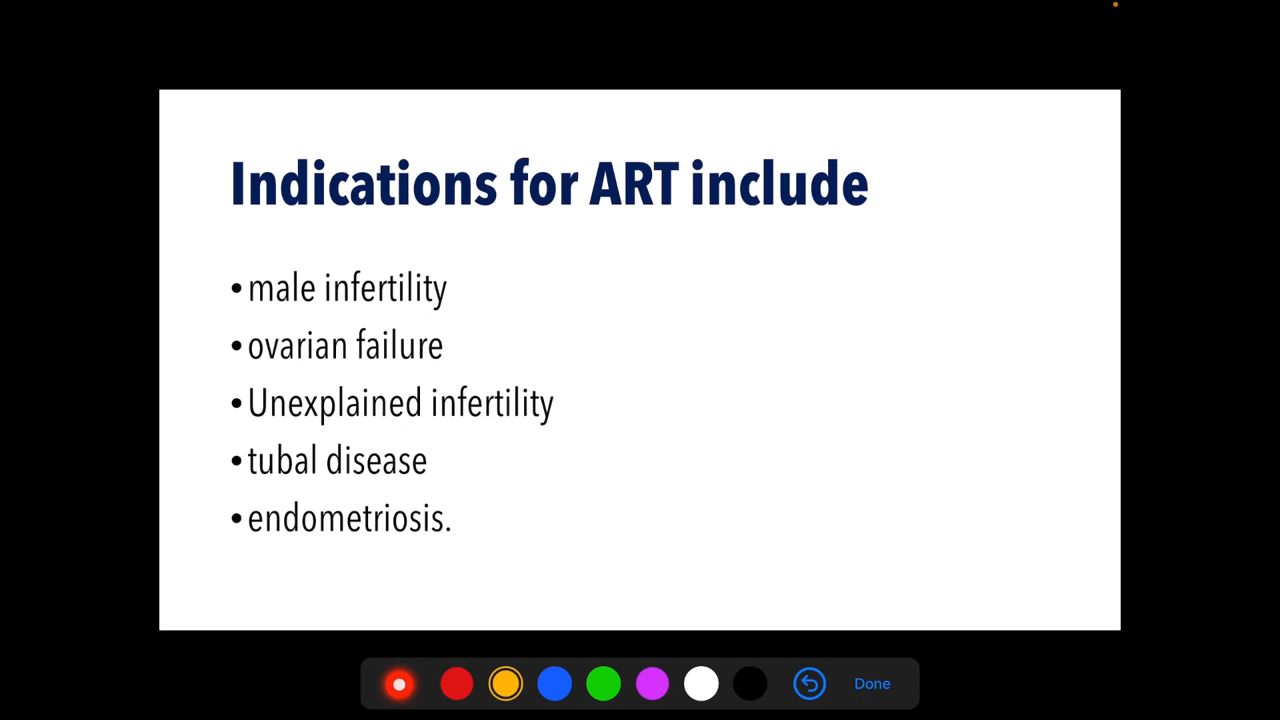 Indications for ART include
• male infertility
• ovarian failure
• Unexplained infertility
• tubal disease
• endometriosis.
Done